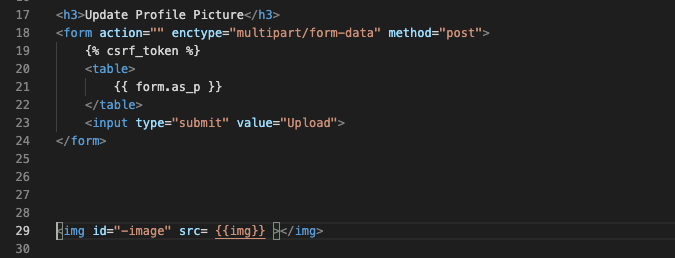 17 <h3>Update Profile Picture</h3>
18 <form action="" enctype="multipart/form-data" method="post">
19 {% csrf_token %}
20 <table>
21 {{ form.as_p }}
22 </table>
23 <input type="submit" value="Upload">
24 </form>
25
26
27
28
29 <img id="-image" src= {{img}} ></img>
30